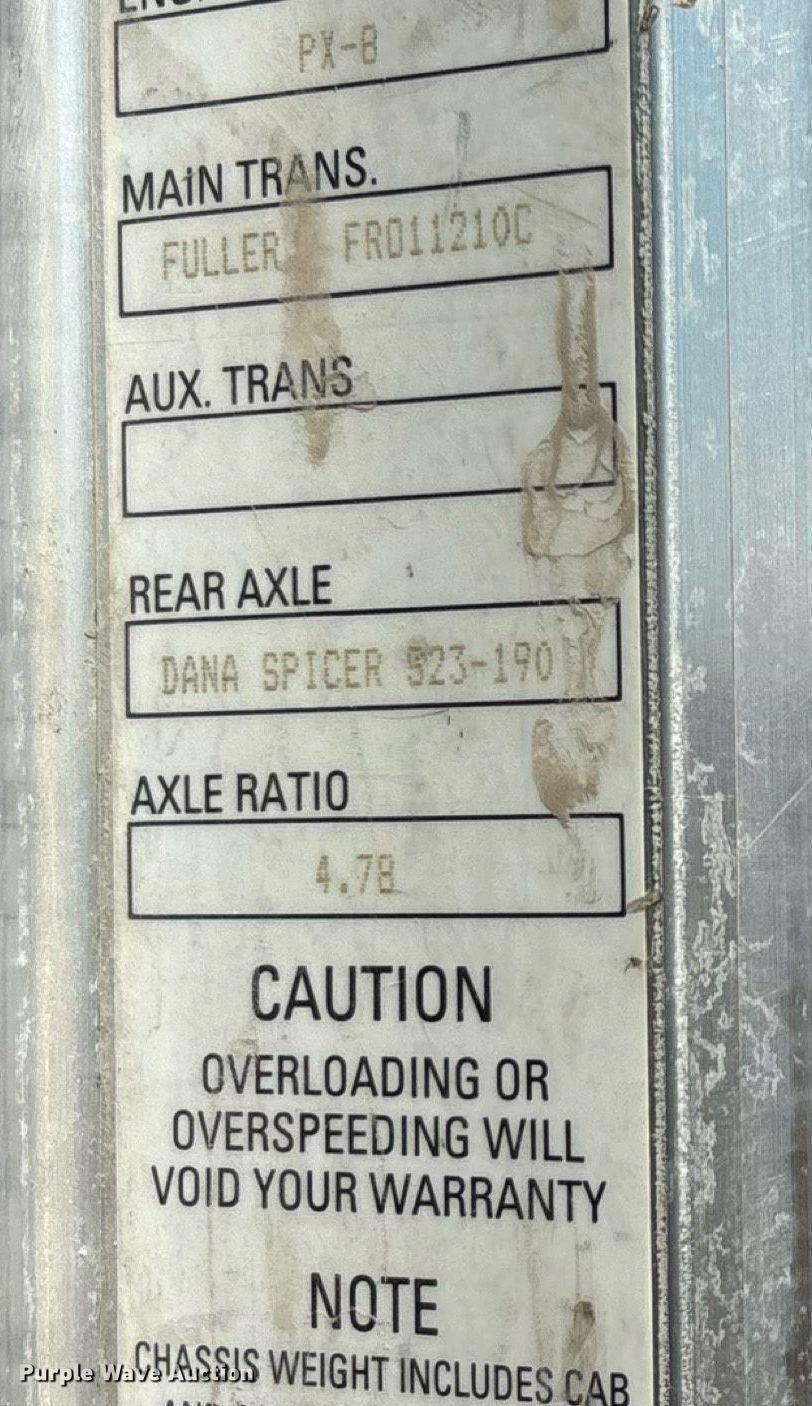 PX-8
MAIN TRANS.
FULLER FRO11210C
AUX. TRANS
REAR AXLE
DANA SPICER S23-190
AXLE RATIO
4.78
CAUTION
OVERLOADING OR
OVERSPEEDING WILL
VOID YOUR WARRANTY
NOTE
CHASSIS WEIGHT INCLUDES CAB
Purple Wave Auction